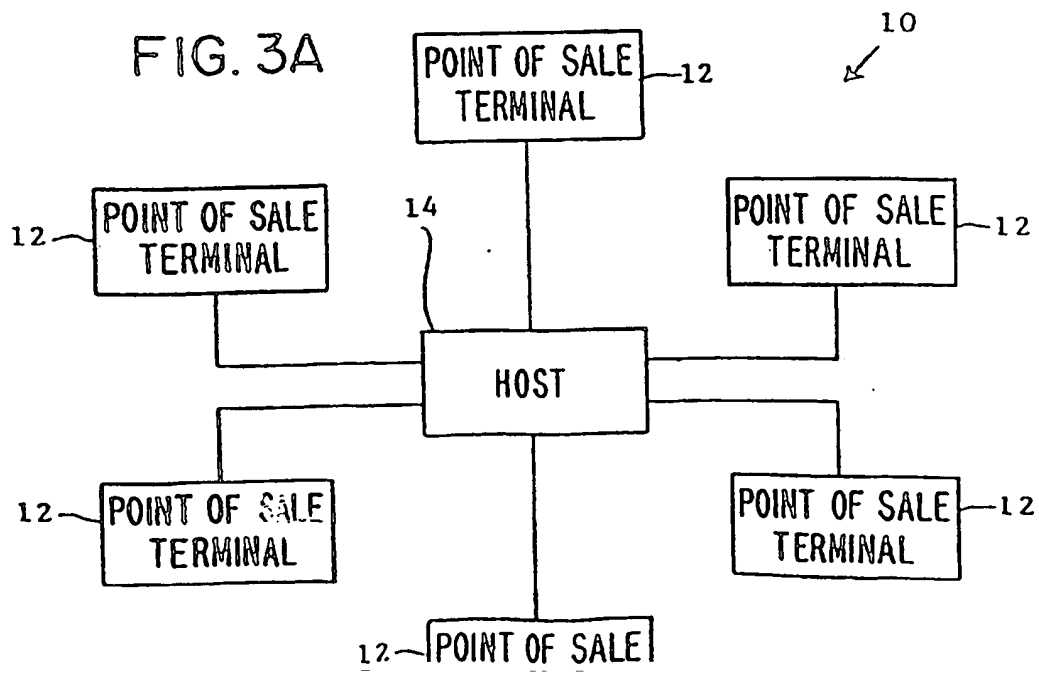 FIG. 3A
10
POINT OF SALE
TERMINAL
12
12
POINT OF SALE
TERMINAL
14
POINT OF SALE
TERMINAL
12
HOST
12
POINT OF SALE
TERMINAL
POINT OF SALE
TERMINAL
12
12
POINT OF SALE